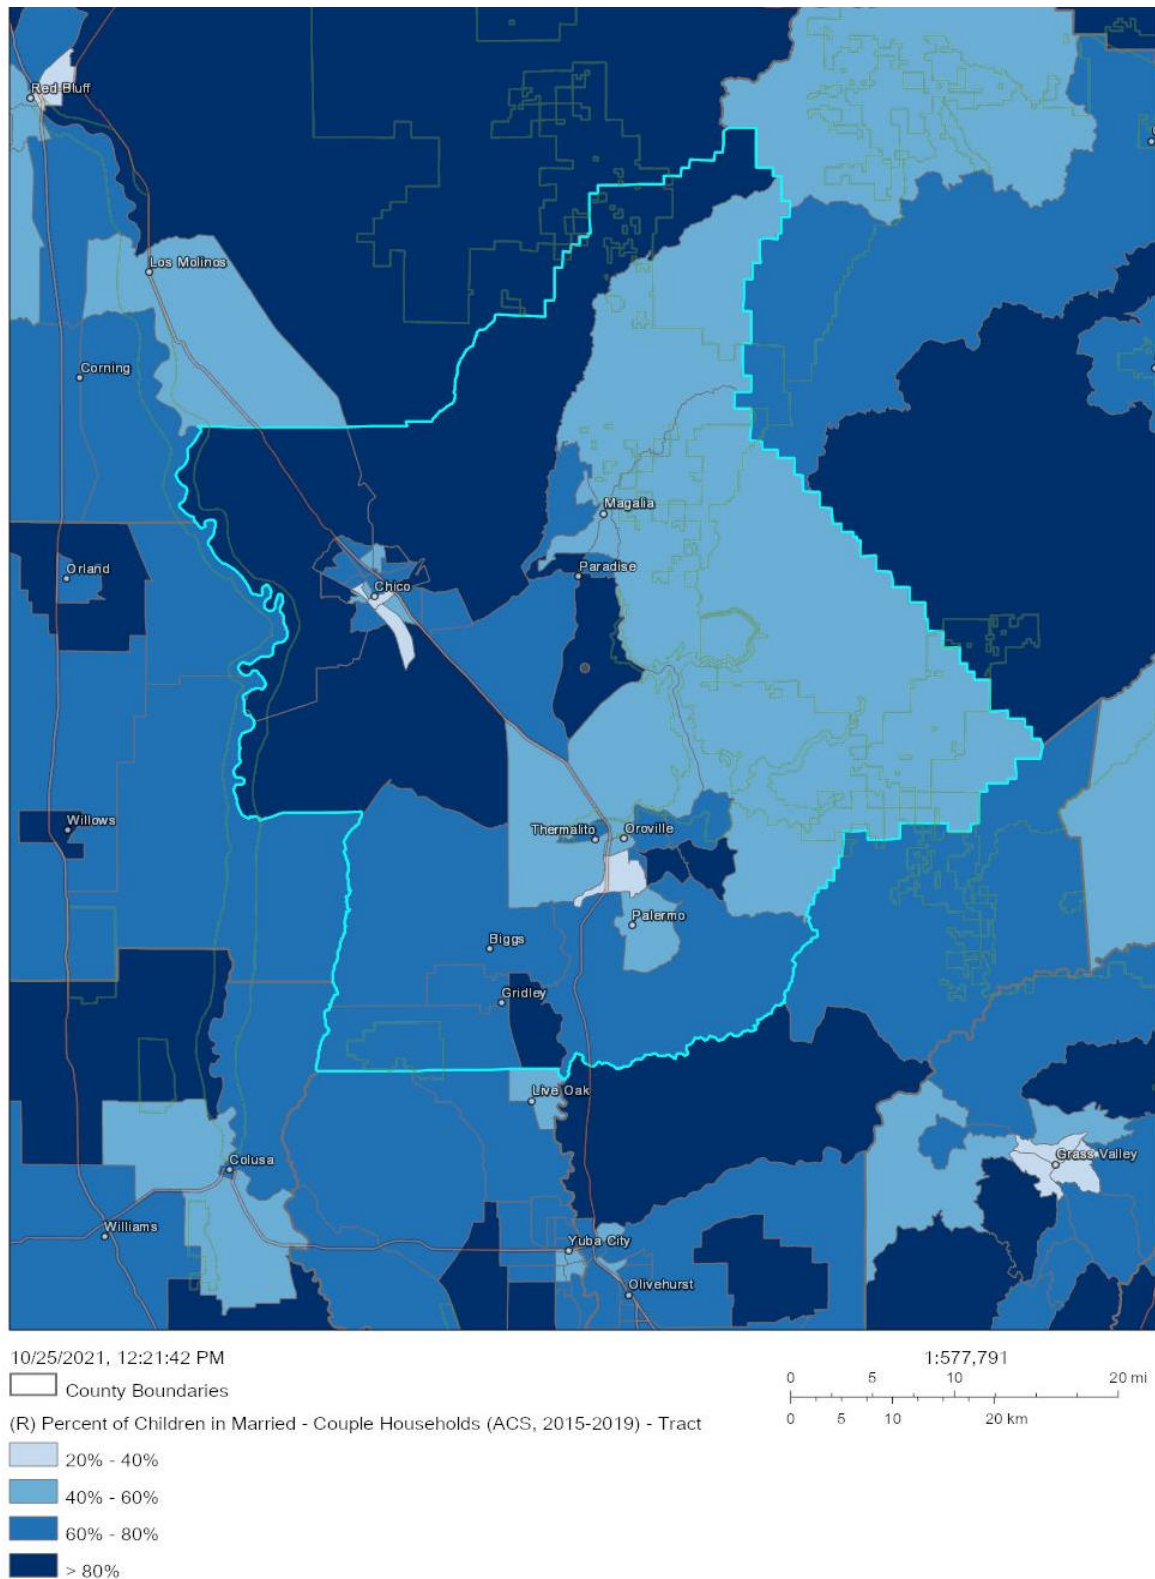 Red Bluff
Los Molinos
Corning
Magalia
Orland
Paradise
Chico
Willows
Thermalito
Oroville
Palermo
Biggs
Gridley
Live Oak
Grass Valley
Colusa
Williams
Yuba City
Olivehurst
10/25/2021, 12:21:42 PM
1:577,791
County Boundaries
0 5 10 20 mi
0 5 10 20 km
(R) Percent of Children in Married - Couple Households (ACS, 2015-2019) - Tract
20% - 40%
40% - 60%
60% - 80%
> 80%